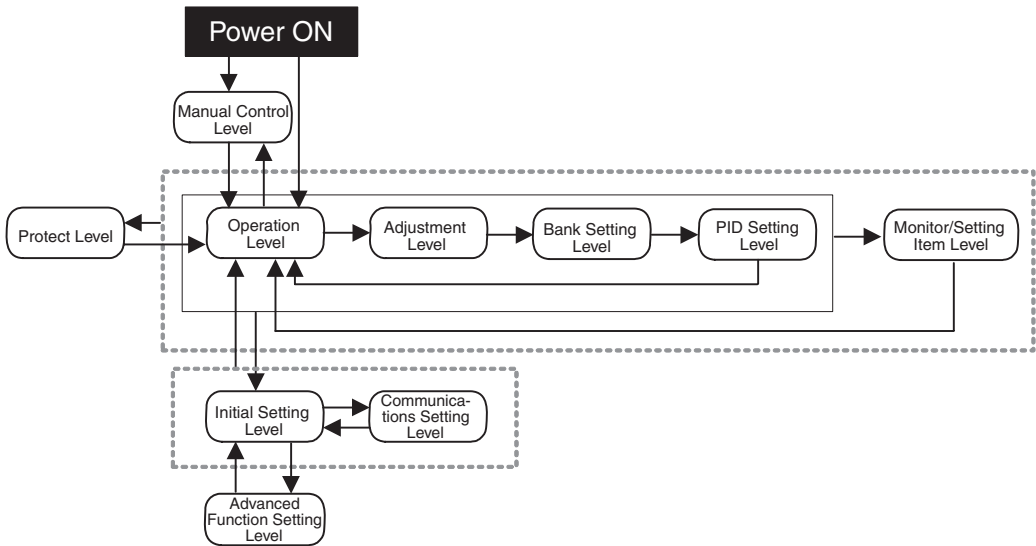 Power ON
Manual Control
Level
Protect Level
Operation
Level
Adjustment
Level
Bank Setting
Level
PID Setting
Level
Monitor/Setting
Item Level
Initial Setting
Level
Communica-
tions Setting
Level
Advanced
Function Setting
Level